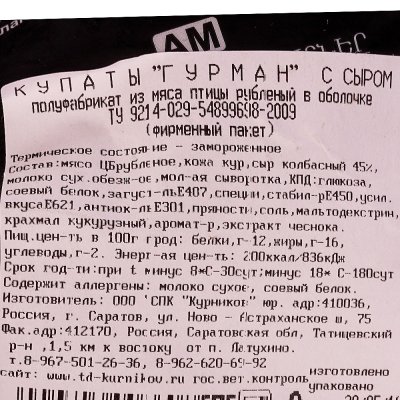 АМ
КУПАТЫ "ГУРМАН" С СЫРОМ
полуфабрикат из мяса птицы рубленый в оболочке
ТУ 9214-029-54899698-2009
(фирменный пакет)
Термическое состояние - замороженное
Состав:мясо ЦБрубленое,кожа кур,сыр колбасный 45%,
молоко сух.обезж-ое,мол-ая сыворотка,КПД:глюкоза,
соевый белок,загуст-льЕ407,специи,стабил-рЕ450,усил.
вкусаЕ621,антиок-льЕ301,пряности,соль,мальтодекстрин,
крахмал кукурузный,аромат-р,экстракт чеснока.
Пищ.цен-ть в 100г прод: белки,г-12,жиры,г-16,
углеводы,г-2. Энерг-ая цен-ть: 200ккал/836кДж
Срок год-ти:при t минус 8*С-30сут;минус 18* С-180сут
Содержит аллергены: молоко сухое, соевый белок.
Изготовитель: ООО 'СПК "Курников" юр. адр:410036,
Россия, г. Саратов, ул. Ново - Астраханское ш, 75
Фак.адр:412170, Россия, Саратовская обл, Татищевский
р-н ,1,5 км к востоку от п. Латухино.
т.8-967-501-26-36, 8-962-620-69-92
изготовлено
сайт: www.td-kurnikov.ru гос.вет.контроль
упаковано